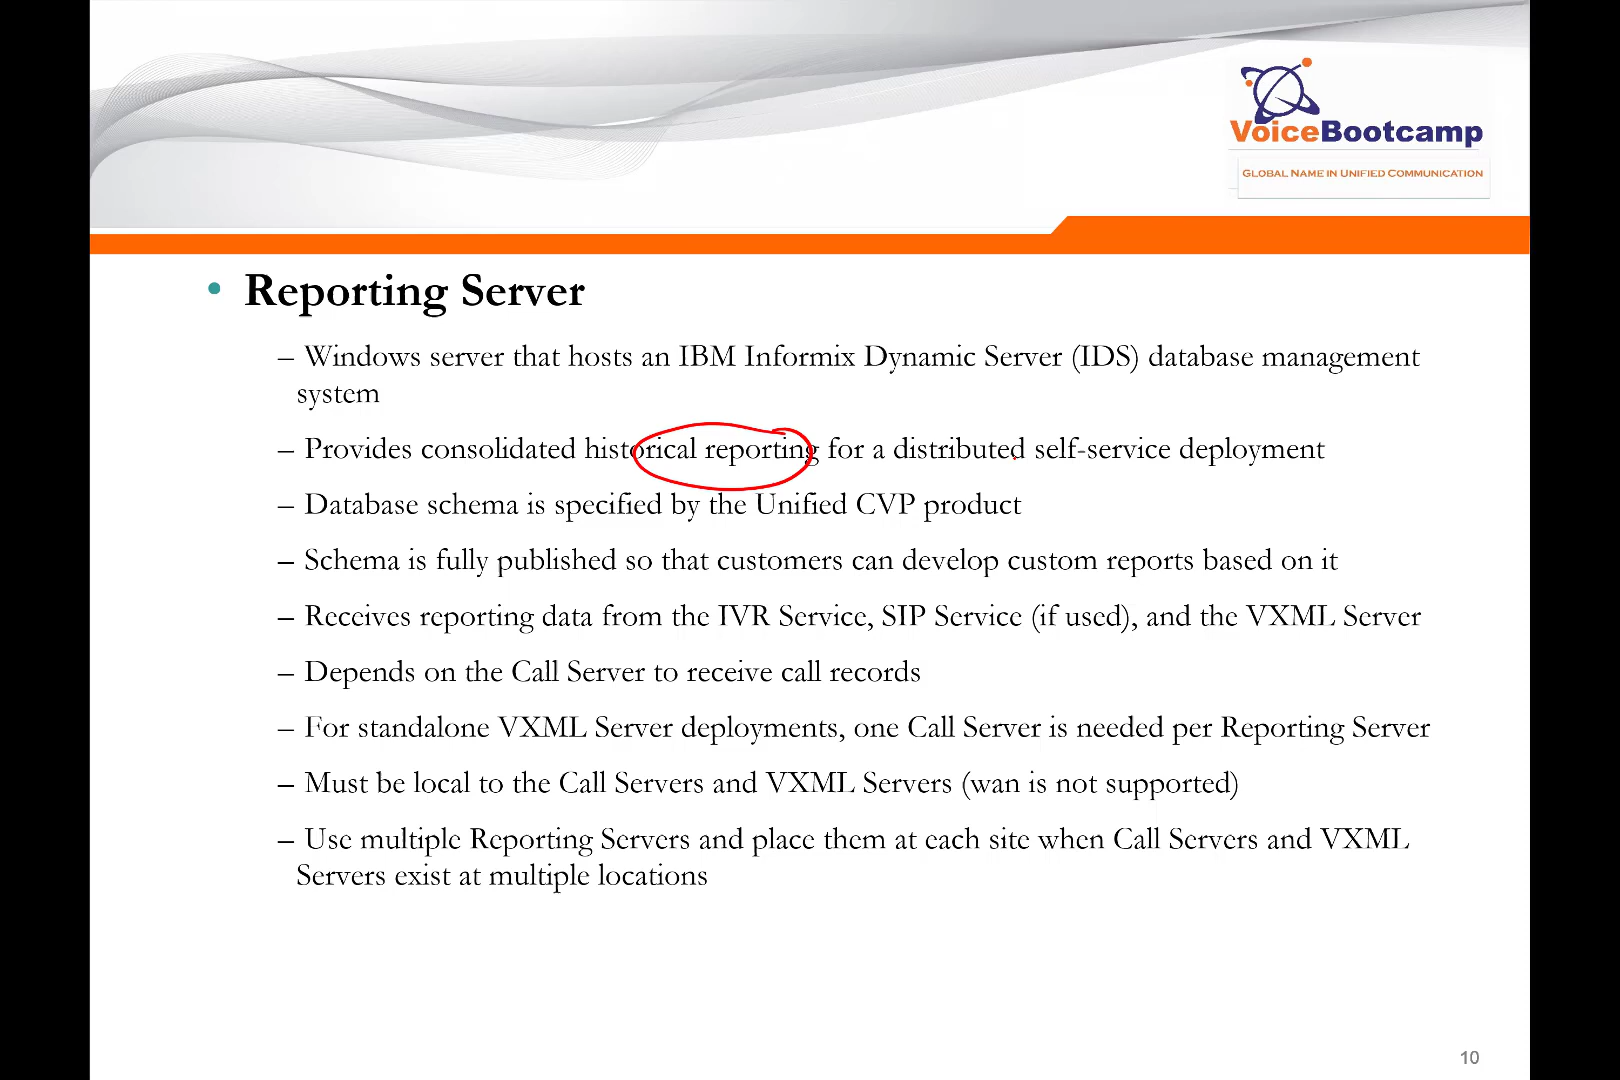 VoiceBootcamp
GLOBAL NAME IN UNIFIED COMMUNICATION
• Reporting Server
– Windows server that hosts an IBM Informix Dynamic Server (IDS) database management
system
– Provides consolidated historical reporting for a distributed self-service deployment
– Database schema is specified by the Unified CVP product
– Schema is fully published so that customers can develop custom reports based on it
– Receives reporting data from the IVR Service, SIP Service (if used), and the VXML Server
– Depends on the Call Server to receive call records
– For standalone VXML Server deployments, one Call Server is needed per Reporting Server
– Must be local to the Call Servers and VXML Servers (wan is not supported)
– Use multiple Reporting Servers and place them at each site when Call Servers and VXML
Servers exist at multiple locations
10